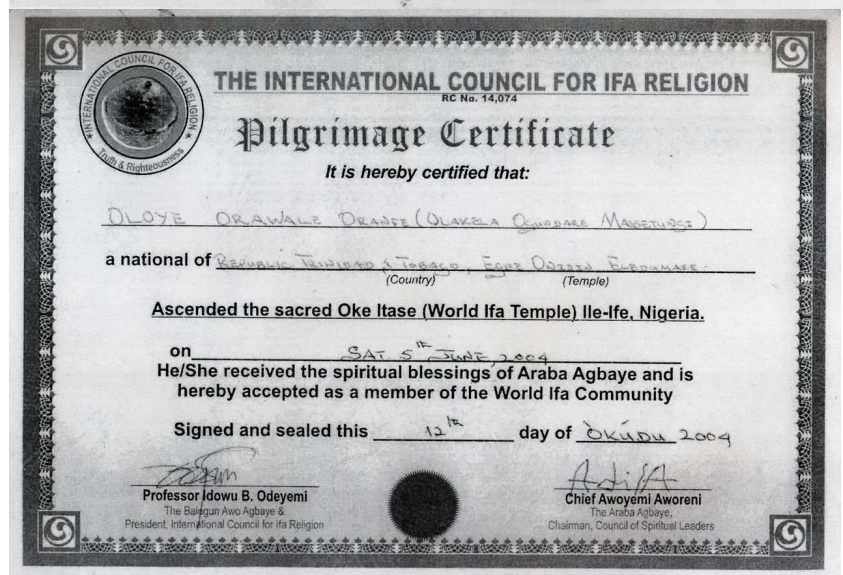 INTERNATIONAL COUNCIL FOR IFA RELIGION
Truth & Righteousness
THE INTERNATIONAL COUNCIL FOR IFA RELIGION
RC No. 14,074
Pilgrimage Certificate
It is hereby certified that:
OLOYE ORAWALE ORANFE (OLAKELA
a national of REPUBLIC TRINIDAD & TOBAGO, EGBE ONISIN ELEDUMARE.
(Country) (Temple)
Ascended the sacred Oke Itase (World Ifa Temple) Ile-Ife, Nigeria.
on SAT 5th JUNE, 2004
He/She received the spiritual blessings of Araba Agbaye and is
hereby accepted as a member of the World Ifa Community
Signed and sealed this 12th day of ÒKÚDU 2004
Professor Idowu B. Odeyemi
The Balogun Awo Agbaye &
President, International Council for ifa Religion
Chief Awoyemi Aworeni
The Araba Agbaye,
Chairman, Council of Spiritual Leaders